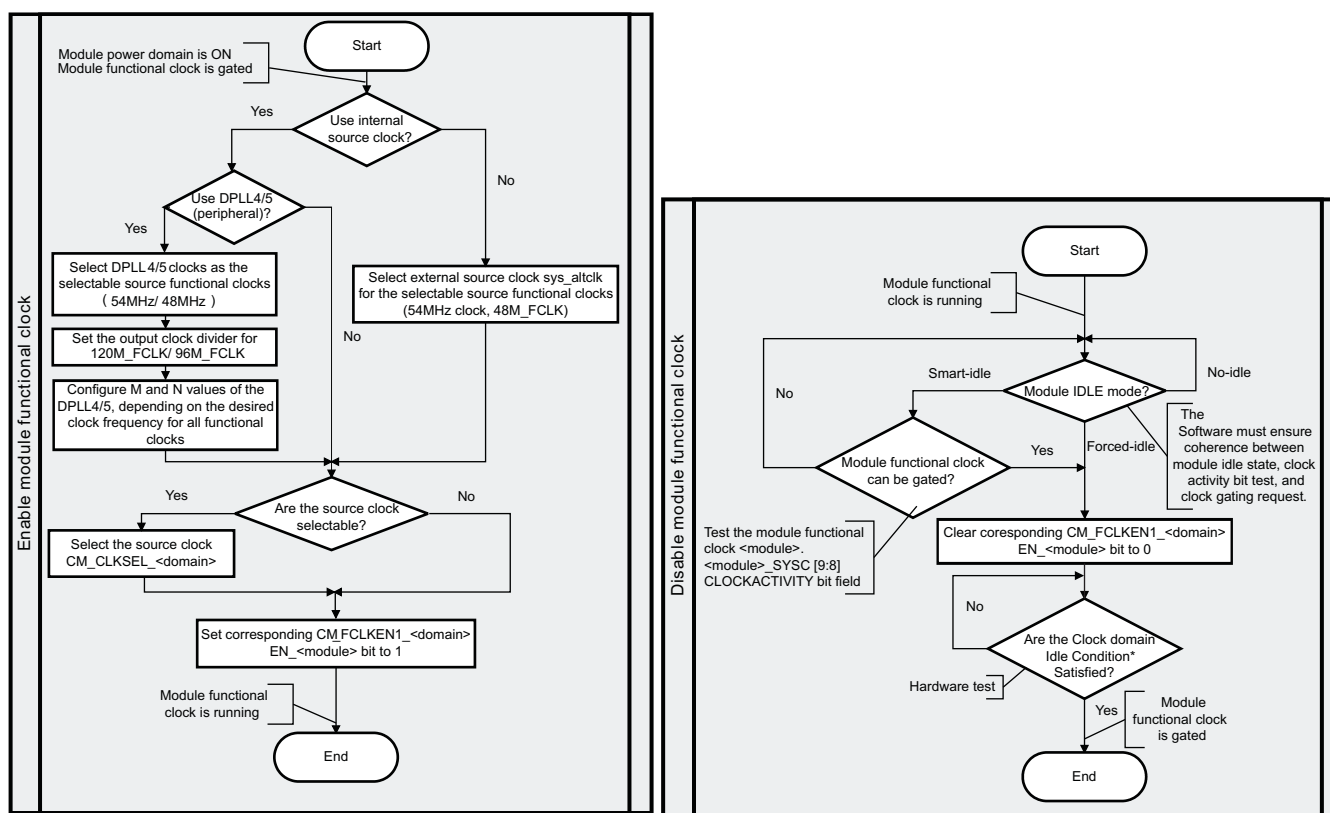 Enable module functional clock
Start
Module power domain is ON
Module functional clock is gated
Yes
Use internal
source clock?
No
Use DPLL4/5
(peripheral)?
Yes
Select DPLL4/5 clocks as the
selectable source functional clocks
( 54MHz/ 48MHz )
Select external source clock sys_altclk
for the selectable source functional clocks
(54MHz clock, 48M_FCLK)
Set the output clock divider for
120M_FCLK/ 96M_FCLK
No
Configure M and N values of the
DPLL4/5, depending on the desired
clock frequency for all functional
clocks
Yes
Are the source clock
selectable?
No
Select the source clock
CM_CLKSEL_<domain>
Set corresponding CM_FCLKEN1_<domain>
EN_<module> bit to 1
Module functional
clock is running
End
Disable module functional clock
Start
Module functional
clock is running
No
Smart-idle
Module IDLE mode?
No-idle
The
Software must ensure
coherence between
module idle state, clock
activity bit test, and
clock gating request.
Forced-idle
Module functional clock
can be gated?
Yes
Test the module functional
clock <module>.
<module>_SYSC [9:8]
CLOCKACTIVITY bit field
Clear coresponding CM_FCLKEN1_<domain>
EN_<module> bit to 0
No
Are the Clock domain
Idle Condition*
Satisfied?
Hardware test
Yes
Module
functional clock
is gated
End